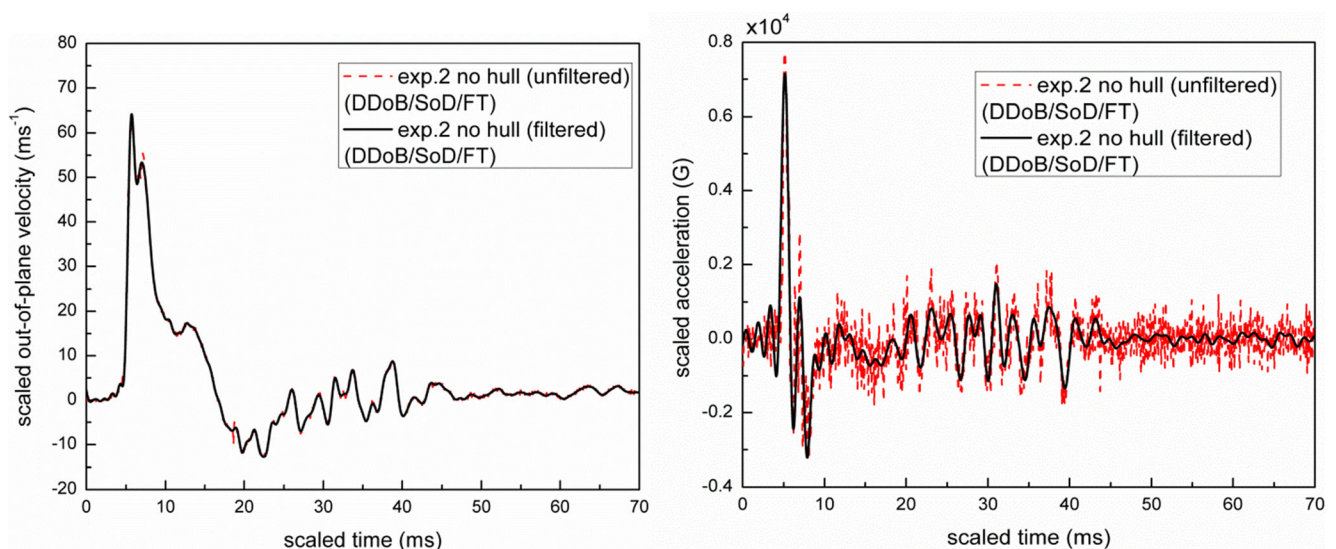 80
70
60
50
40
30
20
10
0
-10
-20
scaled out-of-plane velocity (ms⁻¹)
exp.2 no hull (unfiltered)
(DDoB/SoD/FT)
exp.2 no hull (filtered)
(DDoB/SoD/FT)
0 10 20 30 40 50 60 70
scaled time (ms)
x10⁴
0.8
0.6
0.4
0.2
0.0
-0.2
-0.4
scaled acceleration (G)
exp.2 no hull (unfiltered)
(DDoB/SoD/FT)
exp.2 no hull (filtered)
(DDoB/SoD/FT)
0 10 20 30 40 50 60 70
scaled time (ms)